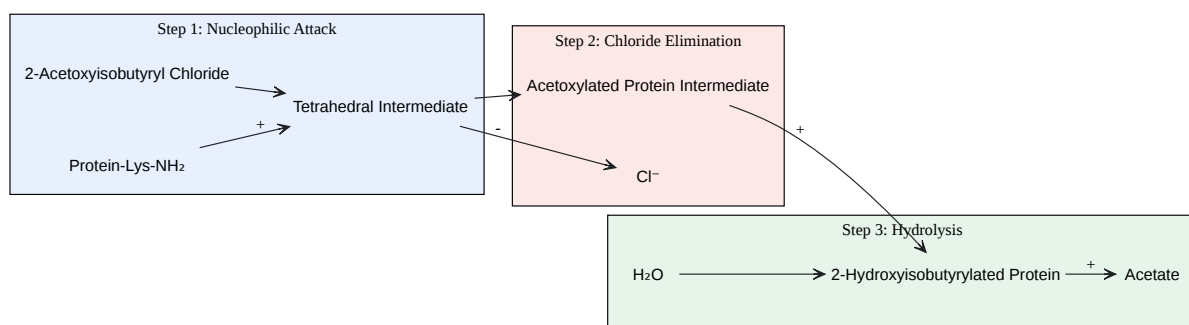 Step 1: Nucleophilic Attack
2-Acetoxyisobutyryl Chloride
Tetrahedral Intermediate
+
Protein-Lys-NH₂
Step 2: Chloride Elimination
Acetoxylated Protein Intermediate
-
+
Cl⁻
Step 3: Hydrolysis
H₂O
2-Hydroxyisobutyrylated Protein
+
Acetate